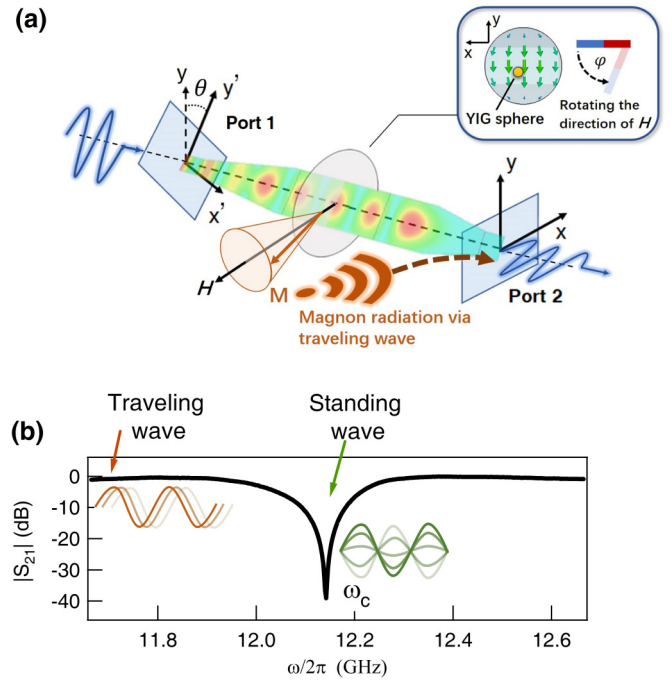 (a)
y
y'
θ
Port 1
x'
H
M
Magnon radiation via
traveling wave
y
x
Port 2
y
x
YIG sphere
φ
Rotating the
direction of H
(b)
Traveling
wave
Standing
wave
|S21| (dB)
0
-10
-20
-30
-40
ωc
11.8 12.0 12.2 12.4 12.6
ω/2π (GHz)